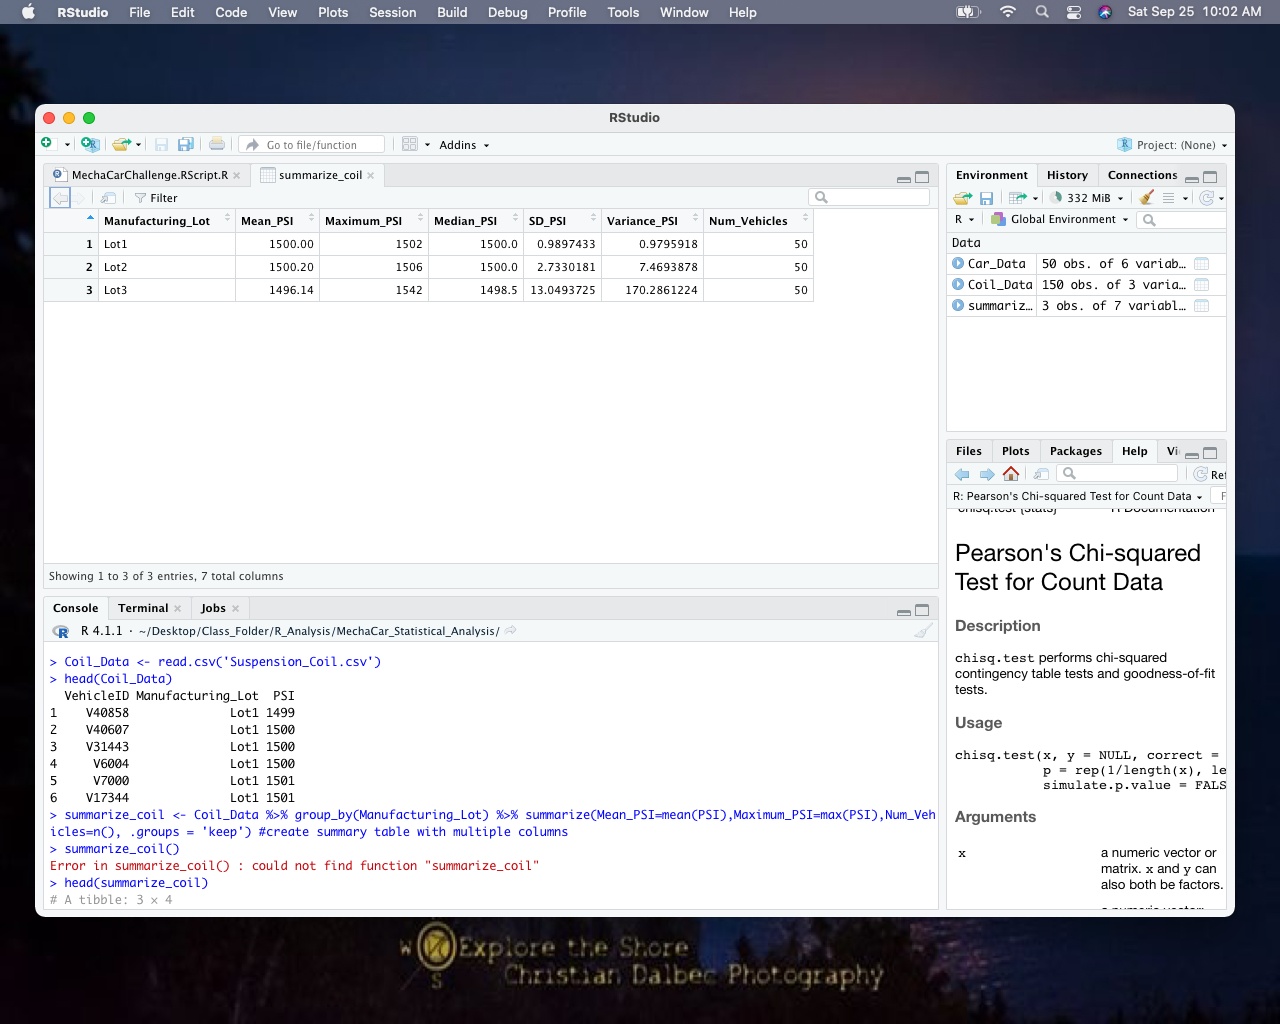 RStudio File Edit Code View Plots Session Build Debug Profile Tools Window Help Sat Sep 25 10:02 AM
RStudio
Go to file/function Addins Project: (None)
MechaCarChallenge.RScript.R summarize_coil
Filter
Manufacturing_Lot Mean_PSI Maximum_PSI Median_PSI SD_PSI Variance_PSI Num_Vehicles
1 Lot1 1500.00 1502 1500.0 0.9897433 0.9795918 50
2 Lot2 1500.20 1506 1500.0 2.7330181 7.4693878 50
3 Lot3 1496.14 1542 1498.5 13.0493725 170.2861224 50
Showing 1 to 3 of 3 entries, 7 total columns
Console Terminal Jobs
R 4.1.1 · ~/Desktop/Class_Folder/R_Analysis/MechaCar_Statistical_Analysis/
> Coil_Data <- read.csv('Suspension_Coil.csv')
> head(Coil_Data)
VehicleID Manufacturing_Lot PSI
1 V40858 Lot1 1499
2 V40607 Lot1 1500
3 V31443 Lot1 1500
4 V6004 Lot1 1500
5 V7000 Lot1 1501
6 V17344 Lot1 1501
> summarize_coil <- Coil_Data %>% group_by(Manufacturing_Lot) %>% summarize(Mean_PSI=mean(PSI),Maximum_PSI=max(PSI),Num_Veh
icles=n(), .groups = 'keep') #create summary table with multiple columns
> summarize_coil()
Error in summarize_coil() : could not find function "summarize_coil"
> head(summarize_coil)
# A tibble: 3 × 4
Environment History Connections
332 MiB
R Global Environment
Data
Car_Data 50 obs. of 6 variab…
Coil_Data 150 obs. of 3 varia…
summariz… 3 obs. of 7 variabl…
Files Plots Packages Help Vi
Ref
R: Pearson's Chi-squared Test for Count Data F
chisq.test {stats} R Documentation
Pearson's Chi-squared
Test for Count Data
Description
chisq.test performs chi-squared
contingency table tests and goodness-of-fit
tests.
Usage
chisq.test(x, y = NULL, correct =
p = rep(1/length(x), le
simulate.p.value = FALS
Arguments
x a numeric vector or
matrix. x and y can
also both be factors.
a numeric vector;
W S Explore the Shore
Christian Dalbec Photography